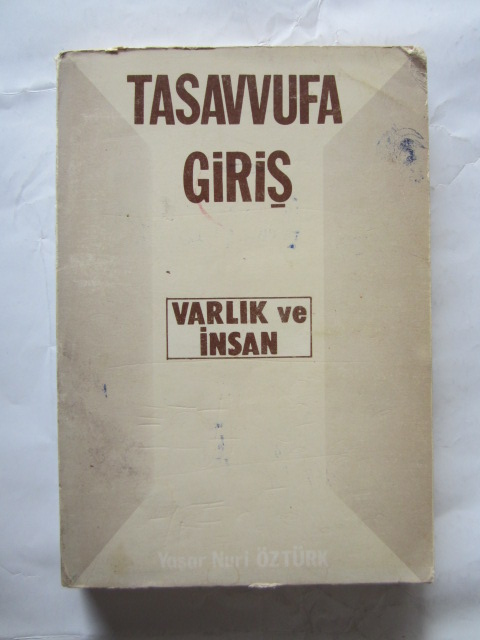 TASAVVUFA
GİRİŞ
VARLIK ve
İNSAN
Yaşar Nuri ÖZTÜRK